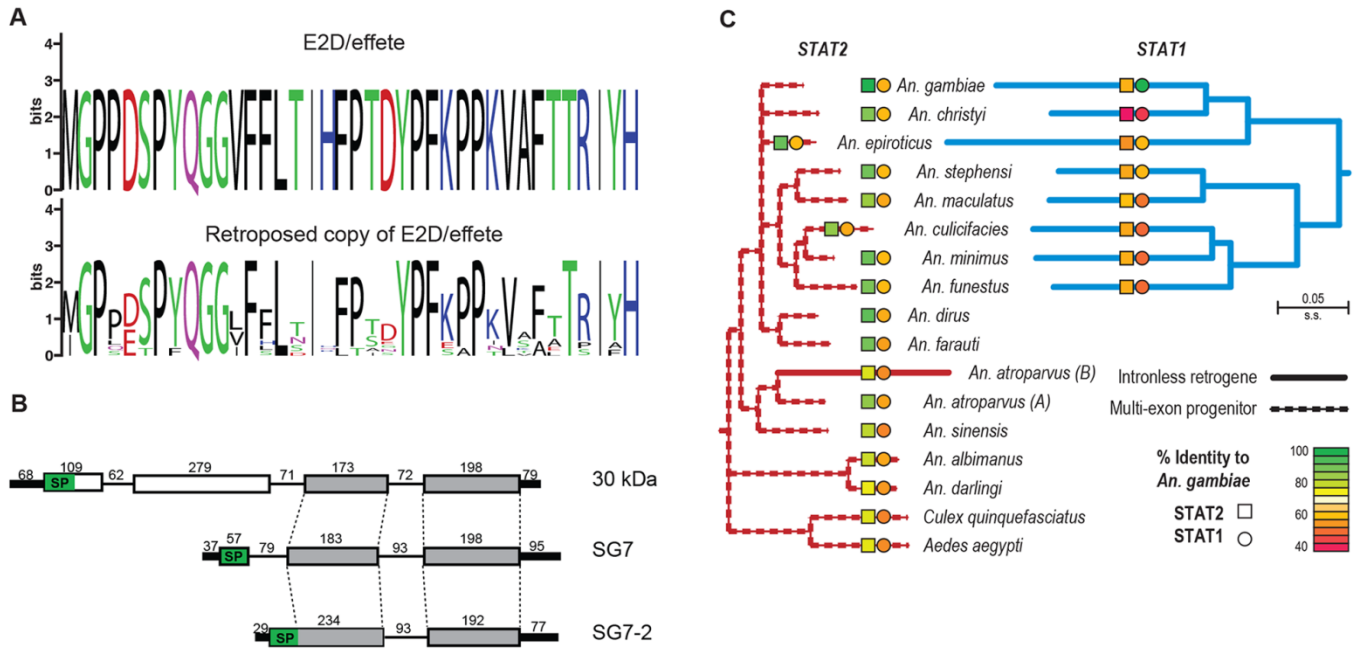 A
E2D/effete
4
3
2
1
0
bits
MGPPDSPYQGGVFFLTIHFPTDYPFKPPKVAFTTRIYH
Retroposed copy of E2D/effete
4
3
2
1
0
bits
B
68 109 62 279 71 173 72 198 79
SP
30 kDa
37 57 79 183 93 198 95
SP
SG7
29 234 93 192 77
SP
SG7-2
C
STAT2 STAT1
An. gambiae
An. christyi
An. epiroticus
An. stephensi
An. maculatus
An. culicifacies
An. minimus
An. funestus
An. dirus
An. farauti
An. atroparvus (B)
An. atroparvus (A)
An. sinensis
An. albimanus
An. darlingi
Culex quinquefasciatus
Aedes aegypti
0.05
s.s.
Intronless retrogene
Multi-exon progenitor
% Identity to
An. gambiae
STAT2
STAT1
100
80
60
40